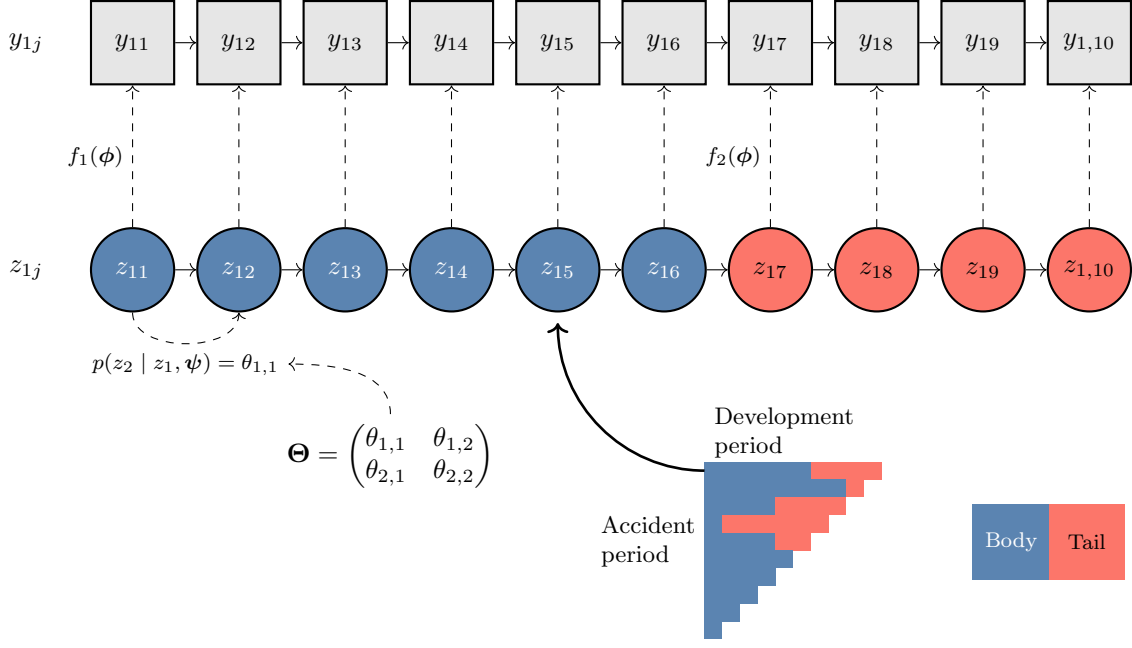 y₁ⱼ y₁₁ y₁₂ y₁₃ y₁₄ y₁₅ y₁₆ y₁₇ y₁₈ y₁₉ y₁,₁₀
f₁(ϕ) f₂(ϕ)
z₁ⱼ z₁₁ z₁₂ z₁₃ z₁₄ z₁₅ z₁₆ z₁₇ z₁₈ z₁₉ z₁,₁₀
p(z₂ | z₁, ψ) = θ₁,₁
Θ = (θ₁,₁ θ₁,₂
θ₂,₁ θ₂,₂)
Development
period
Accident
period
Body Tail